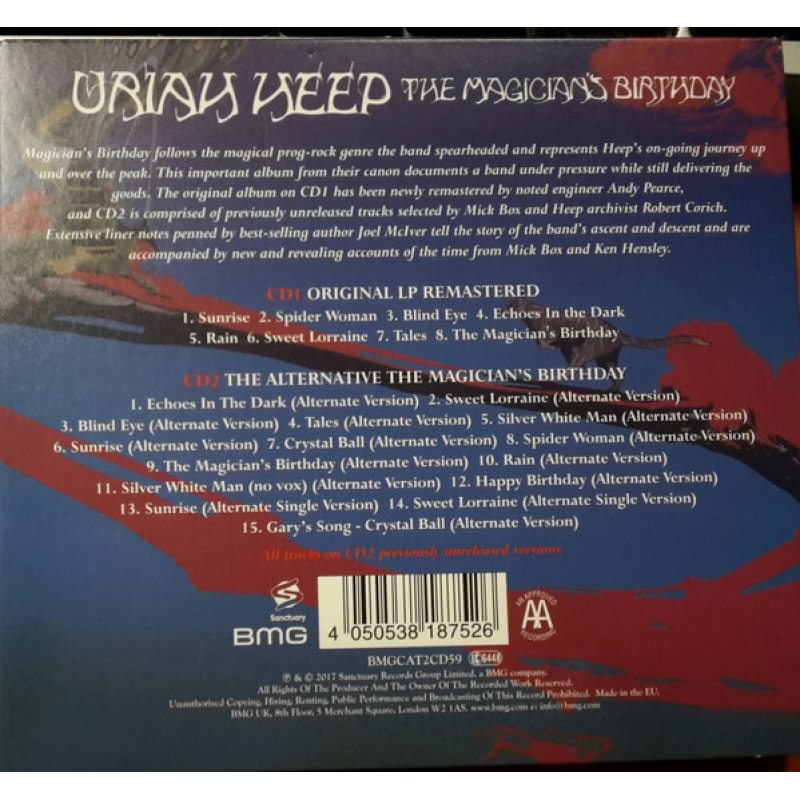 URIAH HEEP THE MAGICIAN'S BIRTHDAY
Magician's Birthday follows the magical prog-rock genre the band spearheaded and represents Heep's on-going journey up
and over the peak. This important album from their canon documents a band under pressure while still delivering the
goods. The original album on CD1 has been newly remastered by noted engineer Andy Pearce,
and CD2 is comprised of previously unreleased tracks selected by Mick Box and Heep archivist Robert Corich.
Extensive liner notes penned by best-selling author Joel McIver tell the story of the band's ascent and descent and are
accompanied by new and revealing accounts of the time from Mick Box and Ken Hensley.
CD1 ORIGINAL LP REMASTERED
1. Sunrise 2. Spider Woman 3. Blind Eye 4. Echoes In the Dark
5. Rain 6. Sweet Lorraine 7. Tales 8. The Magician's Birthday
CD2 THE ALTERNATIVE THE MAGICIAN'S BIRTHDAY
1. Echoes In The Dark (Alternate Version) 2. Sweet Lorraine (Alternate Version)
3. Blind Eye (Alternate Version) 4. Tales (Alternate Version) 5. Silver White Man (Alternate Version)
6. Sunrise (Alternate Version) 7. Crystal Ball (Alternate Version) 8. Spider Woman (Alternate Version)
9. The Magician's Birthday (Alternate Version) 10. Rain (Alternate Version)
11. Silver White Man (no vox) (Alternate Version) 12. Happy Birthday (Alternate Version)
13. Sunrise (Alternate Single Version) 14. Sweet Lorraine (Alternate Single Version)
15. Gary's Song - Crystal Ball (Alternate Version)
All tracks on CD2 previously unreleased versions
Sanctuary
BMG
4 050538 187526
AN APPROVED
AA
RECORDING
BMGCAT2CD59 LC 6448
℗ & © 2017 Sanctuary Records Group Limited, a BMG company.
All Rights Of The Producer And The Owner Of The Recorded Work Reserved.
Unauthorised Copying, Hiring, Renting, Public Performance and Broadcasting Of This Record Prohibited. Made in the EU.
BMG UK, 8th Floor, 5 Merchant Square, London W2 1AS. www.bmg.com e: info@bmg.com